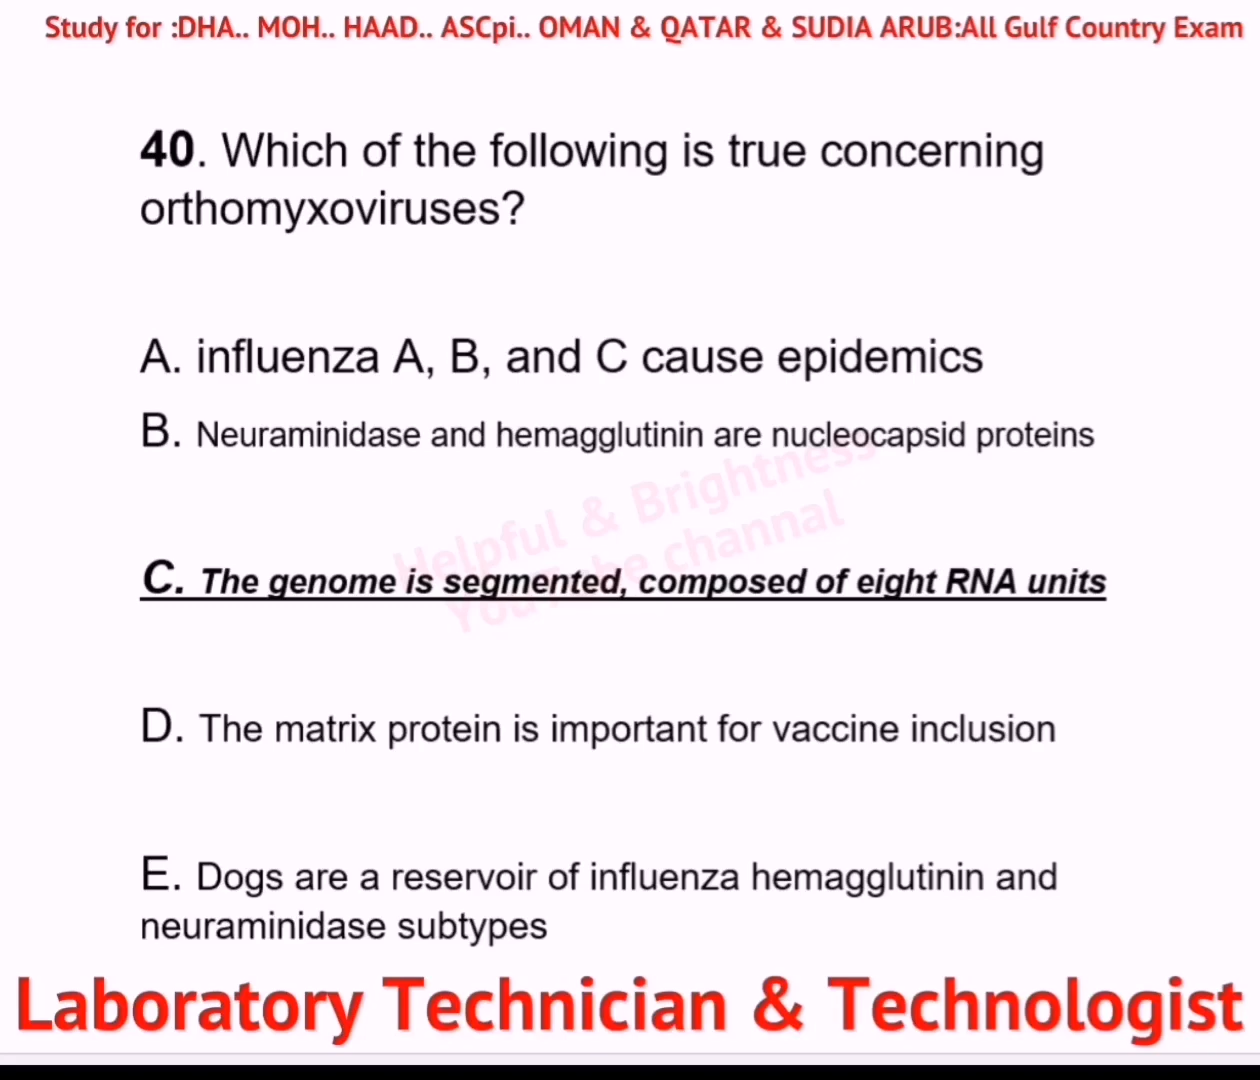 Study for :DHA.. MOH.. HAAD.. ASCpi.. OMAN & QATAR & SUDIA ARUB:All Gulf Country Exam
40. Which of the following is true concerning
orthomyxoviruses?
A. influenza A, B, and C cause epidemics
B. Neuraminidase and hemagglutinin are nucleocapsid proteins
Helpful & Brightness
YouTube channal
C. The genome is segmented, composed of eight RNA units
D. The matrix protein is important for vaccine inclusion
E. Dogs are a reservoir of influenza hemagglutinin and
neuraminidase subtypes
Laboratory Technician & Technologist